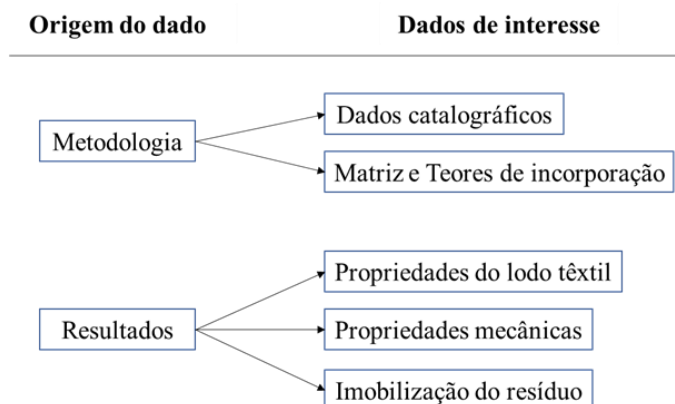 Origem do dado
Dados de interesse
Metodologia
Dados catalográficos
Matriz e Teores de incorporação
Resultados
Propriedades do lodo têxtil
Propriedades mecânicas
Imobilização do resíduo